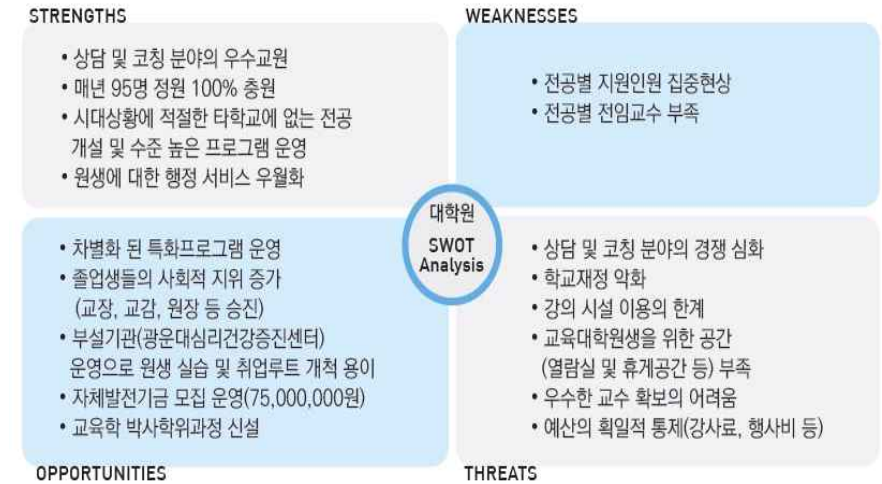 STRENGTHS
• 상담 및 코칭 분야의 우수교원
• 매년 95명 정원 100% 충원
• 시대상황에 적절한 타학교에 없는 전공
개설 및 수준 높은 프로그램 운영
• 원생에 대한 행정 서비스 우월화
WEAKNESSES
• 전공별 지원인원 집중현상
• 전공별 전임교수 부족
대학원
SWOT
Analysis
• 차별화 된 특화프로그램 운영
• 졸업생들의 사회적 지위 증가
(교장, 교감, 원장 등 승진)
• 부설기관(광운대심리건강증진센터)
운영으로 원생 실습 및 취업루트 개척 용이
• 자체발전기금 모집 운영(75,000,000원)
• 교육학 박사학위과정 신설
OPPORTUNITIES
• 상담 및 코칭 분야의 경쟁 심화
• 학교재정 악화
• 강의 시설 이용의 한계
• 교육대학원생을 위한 공간
(열람실 및 휴게공간 등) 부족
• 우수한 교수 확보의 어려움
• 예산의 획일적 통제(강사료, 행사비 등)
THREATS